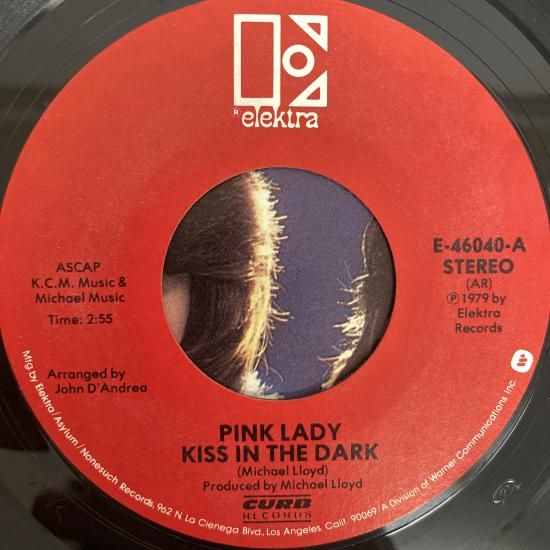 ® elektra
ASCAP
K.C.M. Music &
Michael Music
Time: 2:55
Arranged by
John D'Andrea
E-46040-A
STEREO
(AR)
℗ 1979 by
Elektra
Records
PINK LADY
KISS IN THE DARK
(Michael Lloyd)
Produced by Michael Lloyd
CURB
RECORDS
Mfg by Elektra/Asylum/Nonesuch Records, 962 N. La Cienega Blvd., Los Angeles, Calif. 90069/A Division of Warner Communications Inc.